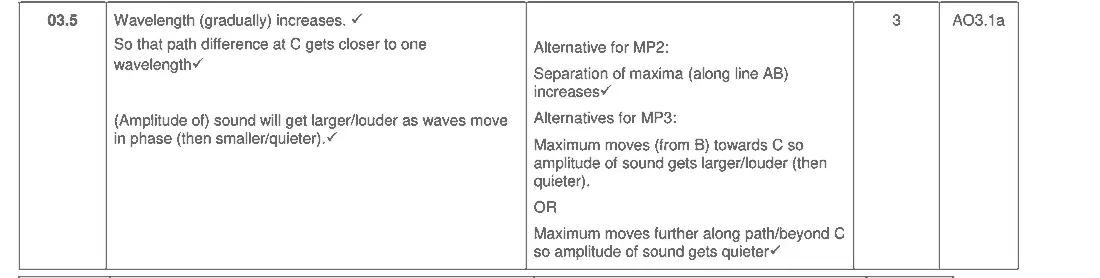 03.5
Wavelength (gradually) increases. ✓
So that path difference at C gets closer to one
wavelength✓
(Amplitude of) sound will get larger/louder as waves move
in phase (then smaller/quieter).✓
Alternative for MP2:
Separation of maxima (along line AB)
increases✓
Alternatives for MP3:
Maximum moves (from B) towards C so
amplitude of sound gets larger/louder (then
quieter).
OR
Maximum moves further along path/beyond C
so amplitude of sound gets quieter✓
3
AO3.1a